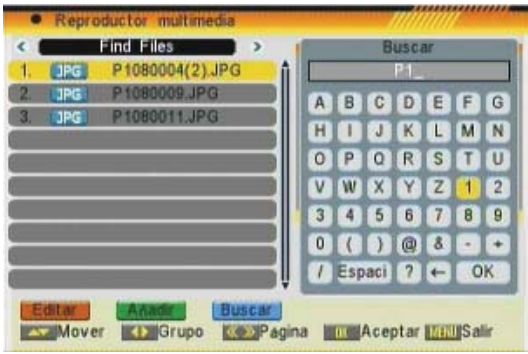 Reproductor multimedia
< Find Files >
1. JPG P1080004(2).JPG
2. JPG P1080009.JPG
3. JPG P1080011.JPG
Buscar
P1_
A B C D E F G
H I J K L M N
O P Q R S T U
V W X Y Z 1 2
3 4 5 6 7 8 9
0 ( ) @ & - +
/ Espaci ? ← OK
Editar Añadir Buscar
Mover Grupo Pagina OK Aceptar MENU Salir